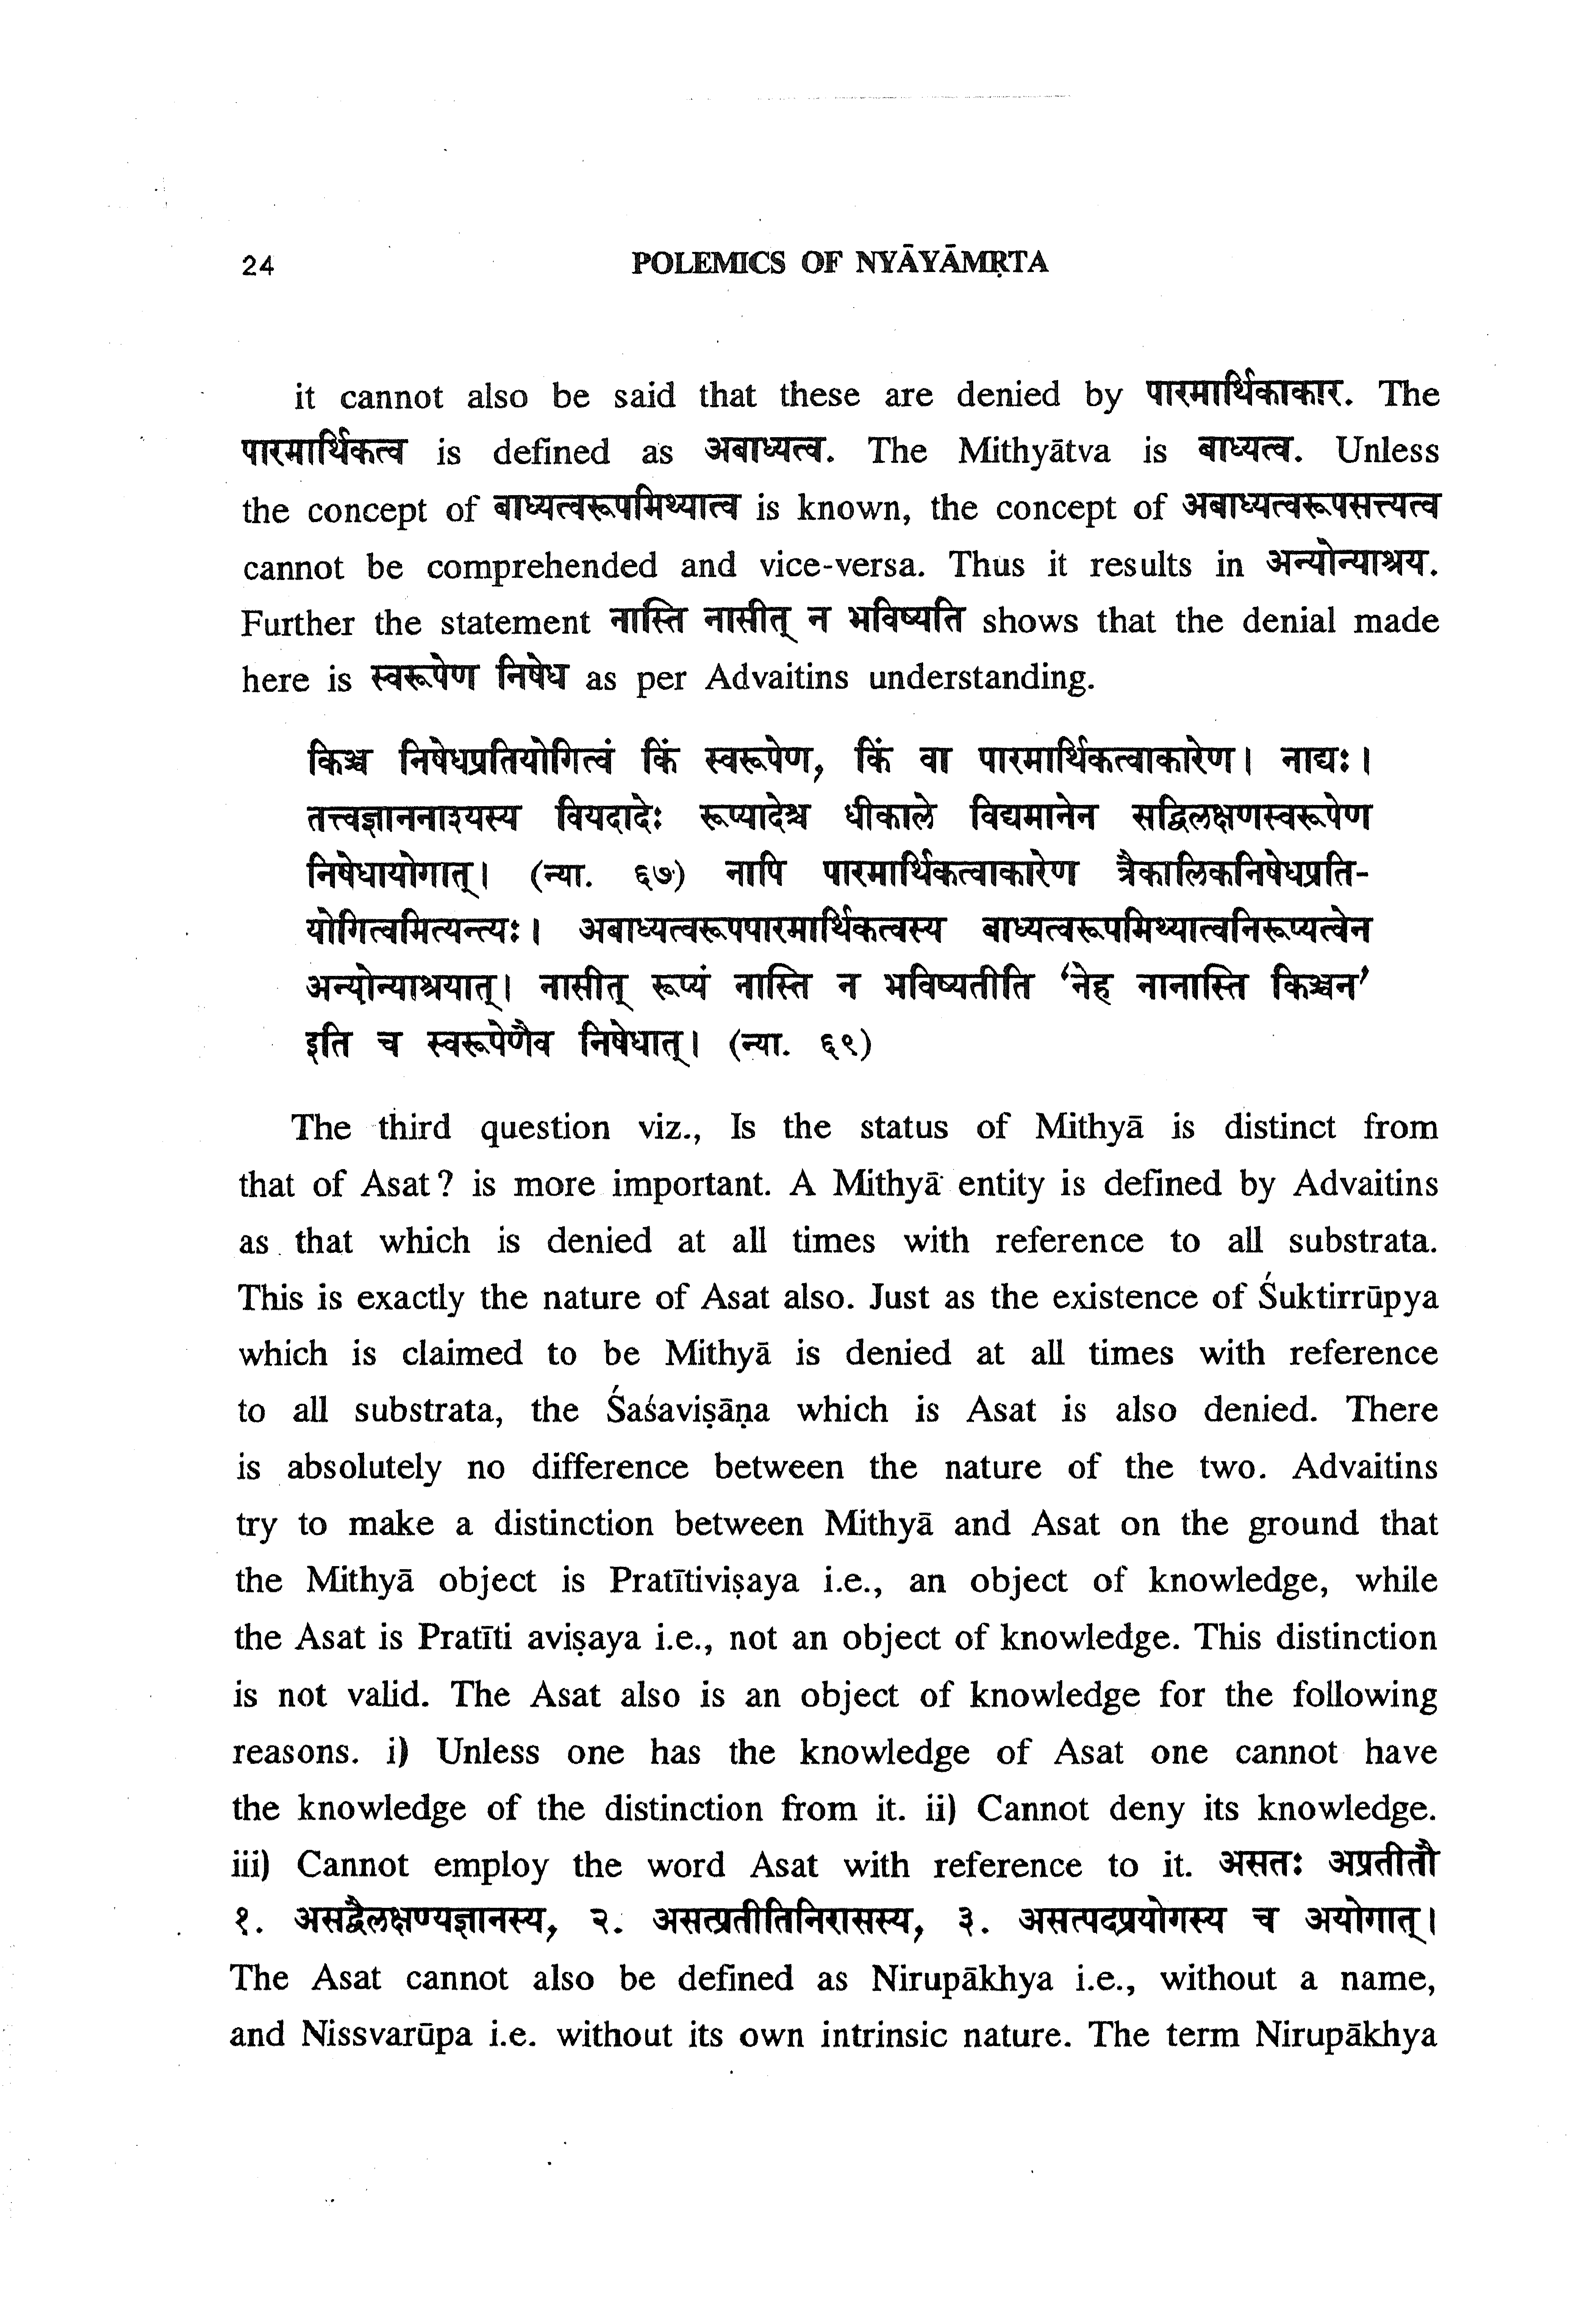 24
POLEMICS OF NYĀYĀMṚTA
it cannot also be said that these are denied by पारमार्थिकाकार. The
पारमार्थिकत्व is defined as अबाध्यत्व. The Mithyātva is बाध्यत्व. Unless
the concept of बाध्यत्वरूपमिथ्यात्व is known, the concept of अबाध्यत्वरूपसत्त्यत्व
cannot be comprehended and vice-versa. Thus it results in अन्योन्याश्रय.
Further the statement नास्ति नासीत् न भविष्यति shows that the denial made
here is स्वरूपेण निषेध as per Advaitins understanding.
किञ्च निषेधप्रतियोगित्वं किं स्वरूपेण, किं वा पारमार्थिकत्वाकारेण। नाद्यः।
तत्त्वज्ञाननाश्यस्य वियदादेः रूप्यादेश्च धीकाले विद्यमानेन सद्विलक्षणस्वरूपेण
निषेधायोगात्। (न्या. ६७) नापि पारमार्थिकत्वाकारेण त्रैकालिकनिषेधप्रति-
योगित्वमित्यन्त्यः। अबाध्यत्वरूपपारमार्थिकत्वस्य बाध्यत्वरूपमिथ्यात्वनिरूप्यत्वेन
अन्योन्याश्रयात्। नासीत् रूप्यं नास्ति न भविष्यतीति ‘नेह नानास्ति किञ्चन’
इति च स्वरूपेणैव निषेधात्। (न्या. ६९)
The third question viz., Is the status of Mithyā is distinct from
that of Asat? is more important. A Mithyā entity is defined by Advaitins
as that which is denied at all times with reference to all substrata.
This is exactly the nature of Asat also. Just as the existence of Śuktirrūpya
which is claimed to be Mithyā is denied at all times with reference
to all substrata, the Śaśaviṣāṇa which is Asat is also denied. There
is absolutely no difference between the nature of the two. Advaitins
try to make a distinction between Mithyā and Asat on the ground that
the Mithyā object is Pratītiviṣaya i.e., an object of knowledge, while
the Asat is Pratīti aviṣaya i.e., not an object of knowledge. This distinction
is not valid. The Asat also is an object of knowledge for the following
reasons. i) Unless one has the knowledge of Asat one cannot have
the knowledge of the distinction from it. ii) Cannot deny its knowledge.
iii) Cannot employ the word Asat with reference to it. असतः अप्रतीतौ
१. असद्वैलक्षण्यज्ञानस्य, २. असत्प्रतीतिनिरासस्य, ३. असत्पदप्रयोगस्य च अयोगात्।
The Asat cannot also be defined as Nirupākhya i.e., without a name,
and Nissvarūpa i.e. without its own intrinsic nature. The term Nirupākhya